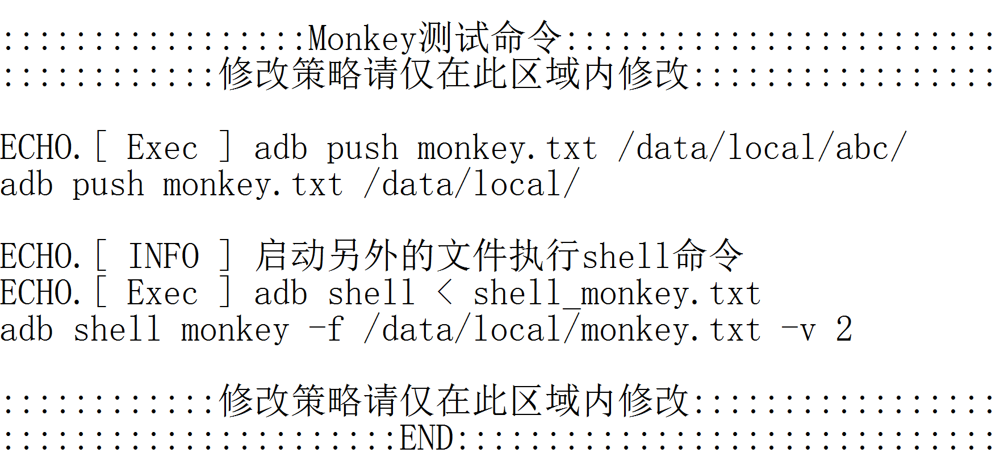 :::::::::::::::::Monkey测试命令::::::::::::::::::::::::
::::::::::::修改策略请仅在此区域内修改:::::::::::::::::
ECHO.[ Exec ] adb push monkey.txt /data/local/abc/
adb push monkey.txt /data/local/
ECHO.[ INFO ] 启动另外的文件执行shell命令
ECHO.[ Exec ] adb shell < shell_monkey.txt
adb shell monkey -f /data/local/monkey.txt -v 2
::::::::::::修改策略请仅在此区域内修改:::::::::::::::::
::::::::::::::::::::::END::::::::::::::::::::::::::::::